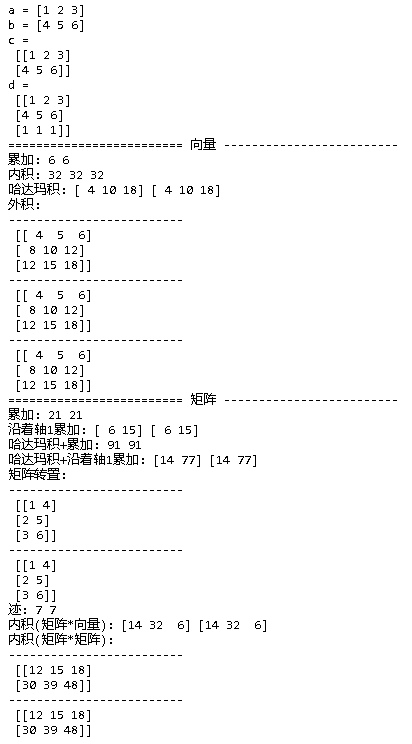 a = [1 2 3]
b = [4 5 6]
c =
 [[1 2 3]
 [4 5 6]]
d =
 [[1 2 3]
 [4 5 6]
 [1 1 1]]
======================== 向量 ------------------------
累加: 6 6
内积: 32 32 32
哈达玛积: [ 4 10 18] [ 4 10 18]
外积:
------------------------
 [[ 4  5  6]
 [ 8 10 12]
 [12 15 18]]
------------------------
 [[ 4  5  6]
 [ 8 10 12]
 [12 15 18]]
------------------------
 [[ 4  5  6]
 [ 8 10 12]
 [12 15 18]]
======================== 矩阵 ------------------------
累加: 21 21
沿着轴1累加: [ 6 15] [ 6 15]
哈达玛积+累加: 91 91
哈达玛积+沿着轴1累加: [14 77] [14 77]
矩阵转置:
------------------------
 [[1 4]
 [2 5]
 [3 6]]
------------------------
 [[1 4]
 [2 5]
 [3 6]]
迹: 7 7
内积(矩阵*向量): [14 32  6] [14 32  6]
内积(矩阵*矩阵):
------------------------
 [[12 15 18]
 [30 39 48]]
------------------------
 [[12 15 18]
 [30 39 48]]